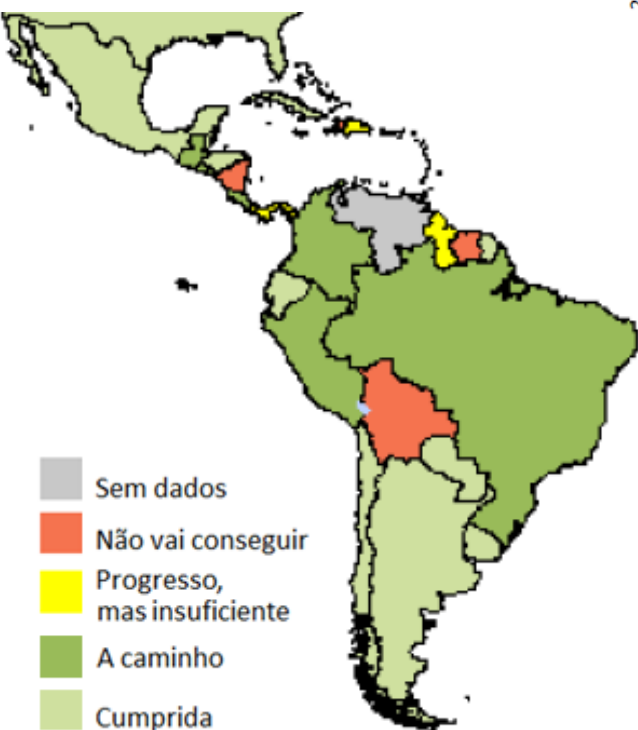 Sem dados
Não vai conseguir
Progresso,
mas insuficiente
A caminho
Cumprida